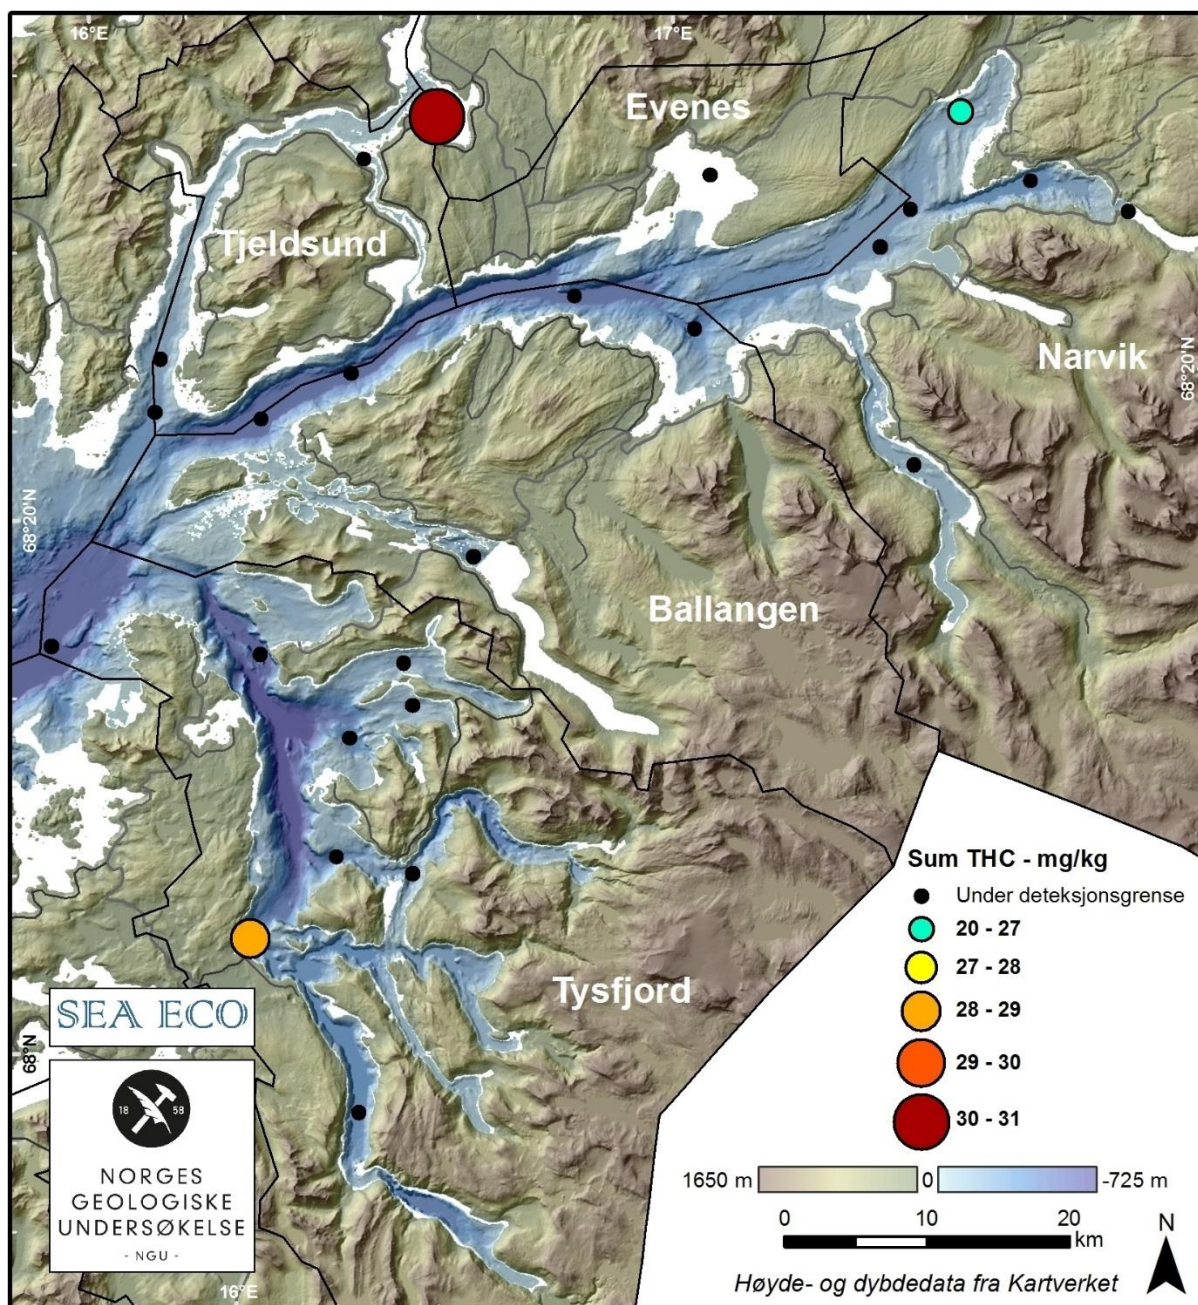 16°E
17°E
Evenes
Tjeldsund
Narvik
68°20'N
68°20'N
Ballangen
Tysfjord
68°N
16°E
SEA ECO
18 58
NORGES
GEOLOGISKE
UNDERSØKELSE
- NGU -
Sum THC - mg/kg
Under deteksjonsgrense
20 - 27
27 - 28
28 - 29
29 - 30
30 - 31
1650 m 0 -725 m
0 10 20
km
N
Høyde- og dybdedata fra Kartverket